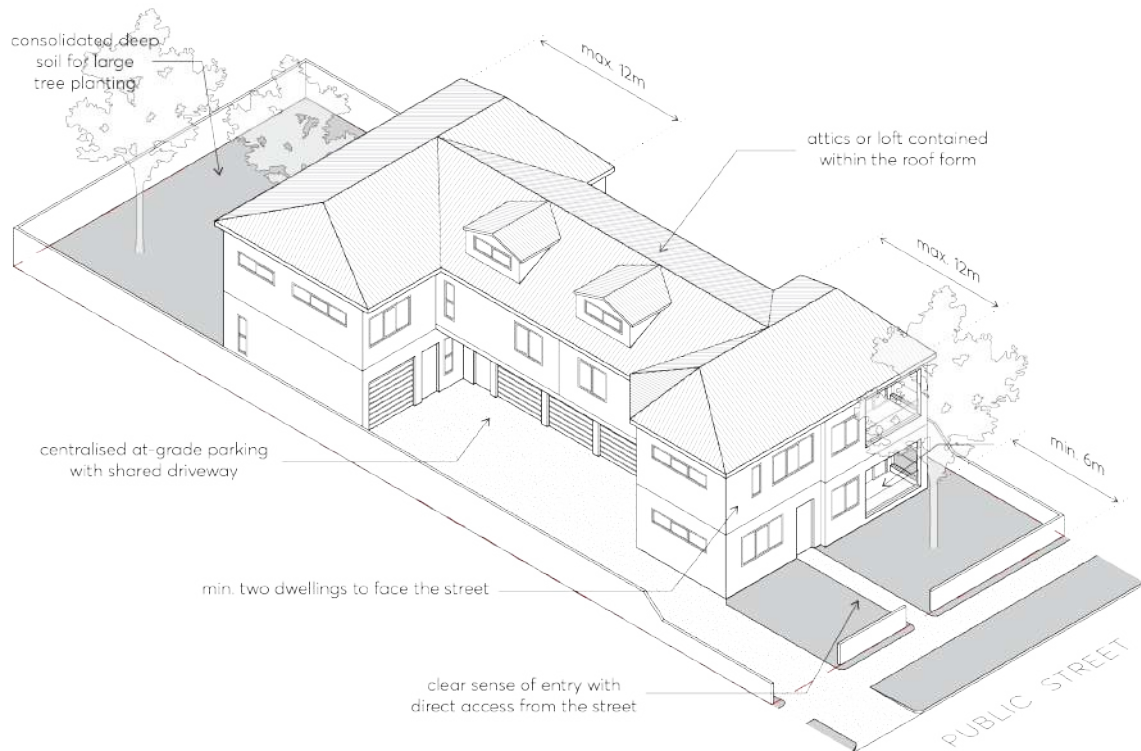 consolidated deep
soil for large
tree planting
max. 12m
attics or loft contained
within the roof form
max. 12m
min. 6m
centralised at-grade parking
with shared driveway
min. two dwellings to face the street
clear sense of entry with
direct access from the street
PUBLIC STREET